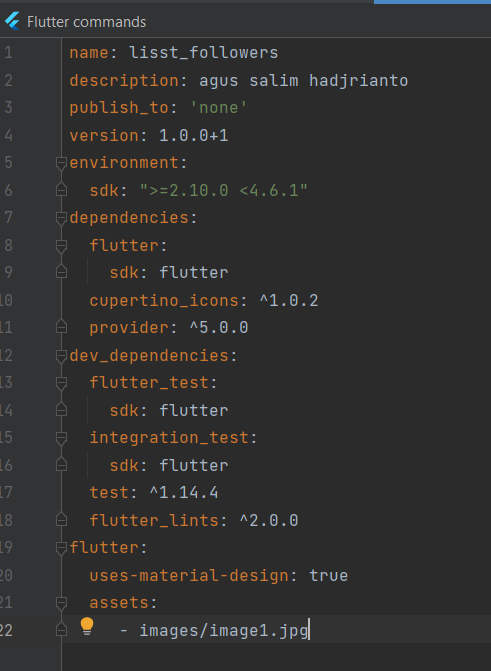 Flutter commands
1 name: lisst_followers
2 description: agus salim hadjrianto
3 publish_to: 'none'
4 version: 1.0.0+1
5 environment:
6 sdk: ">=2.10.0 <4.6.1"
7 dependencies:
8 flutter:
9 sdk: flutter
10 cupertino_icons: ^1.0.2
11 provider: ^5.0.0
12 dev_dependencies:
13 flutter_test:
14 sdk: flutter
15 integration_test:
16 sdk: flutter
17 test: ^1.14.4
18 flutter_lints: ^2.0.0
19 flutter:
20 uses-material-design: true
21 assets:
22 - images/image1.jpg